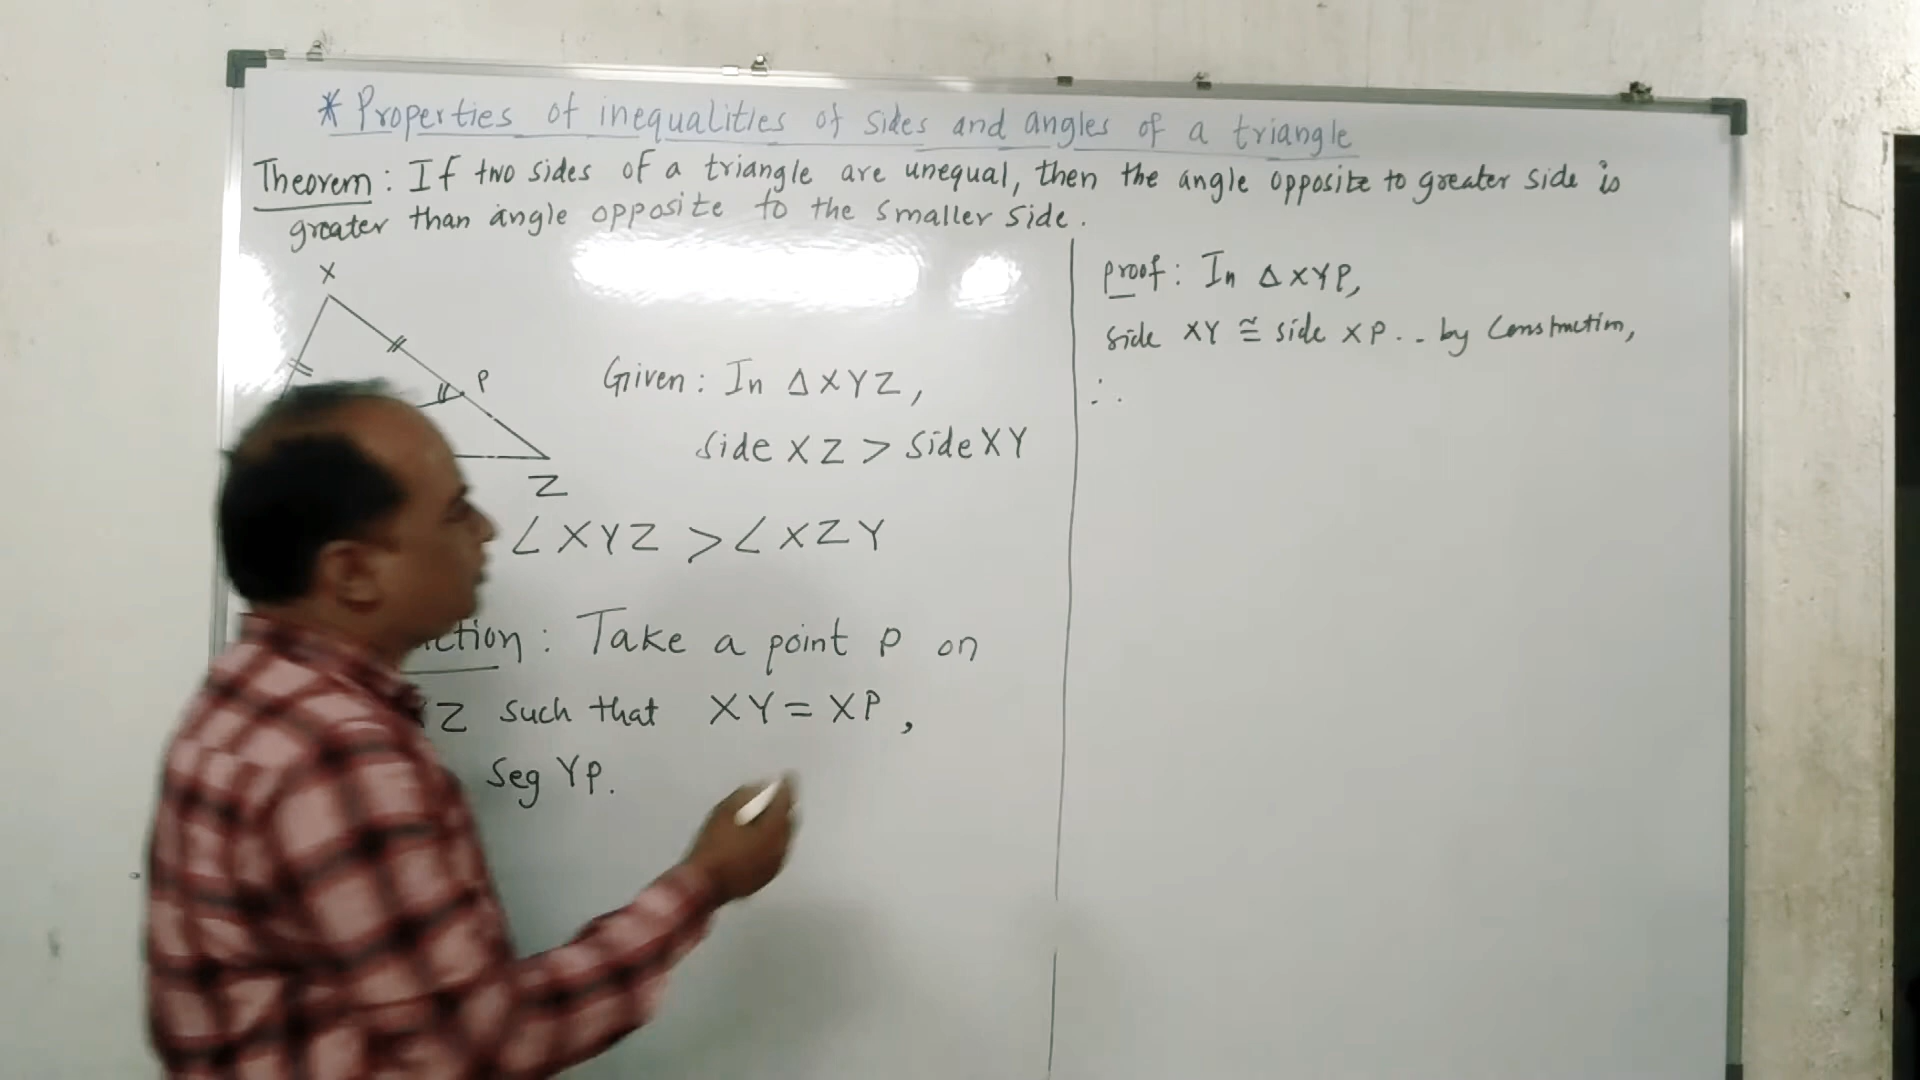 * Properties of inequalities of sides and angles of a triangle
Theorem : If two sides of a triangle are unequal, then the angle opposite to greater side is
greater than angle opposite to the smaller side.
X
P
Z
Given : In Δ XYZ,
side XZ > side XY
∠XYZ > ∠XZY
ction : Take a point P on
Z such that XY = XP,
seg YP.
proof : In Δ XYP,
side XY ≅ side XP . . by Construction,
∴